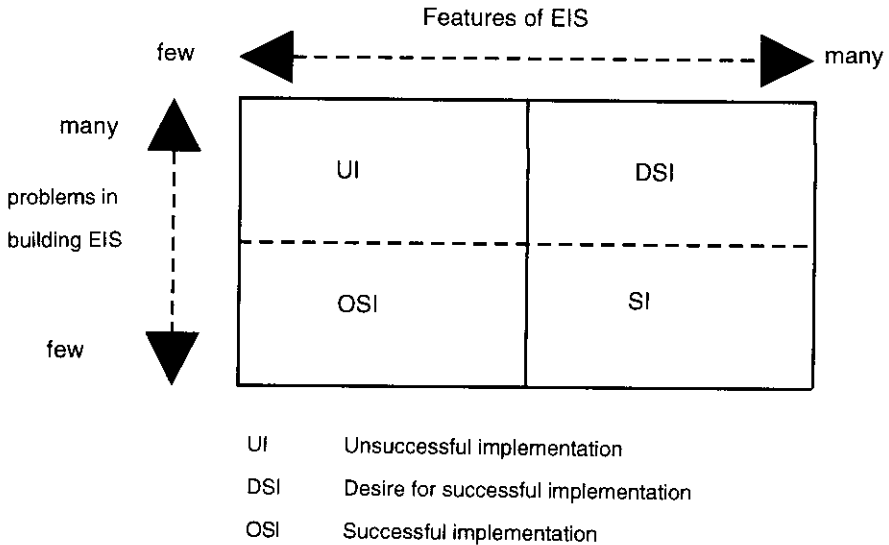 Features of EIS
few
many
many
UI
DSI
problems in
building EIS
OSI
SI
few
UI Unsuccessful implementation
DSI Desire for successful implementation
OSI Successful implementation